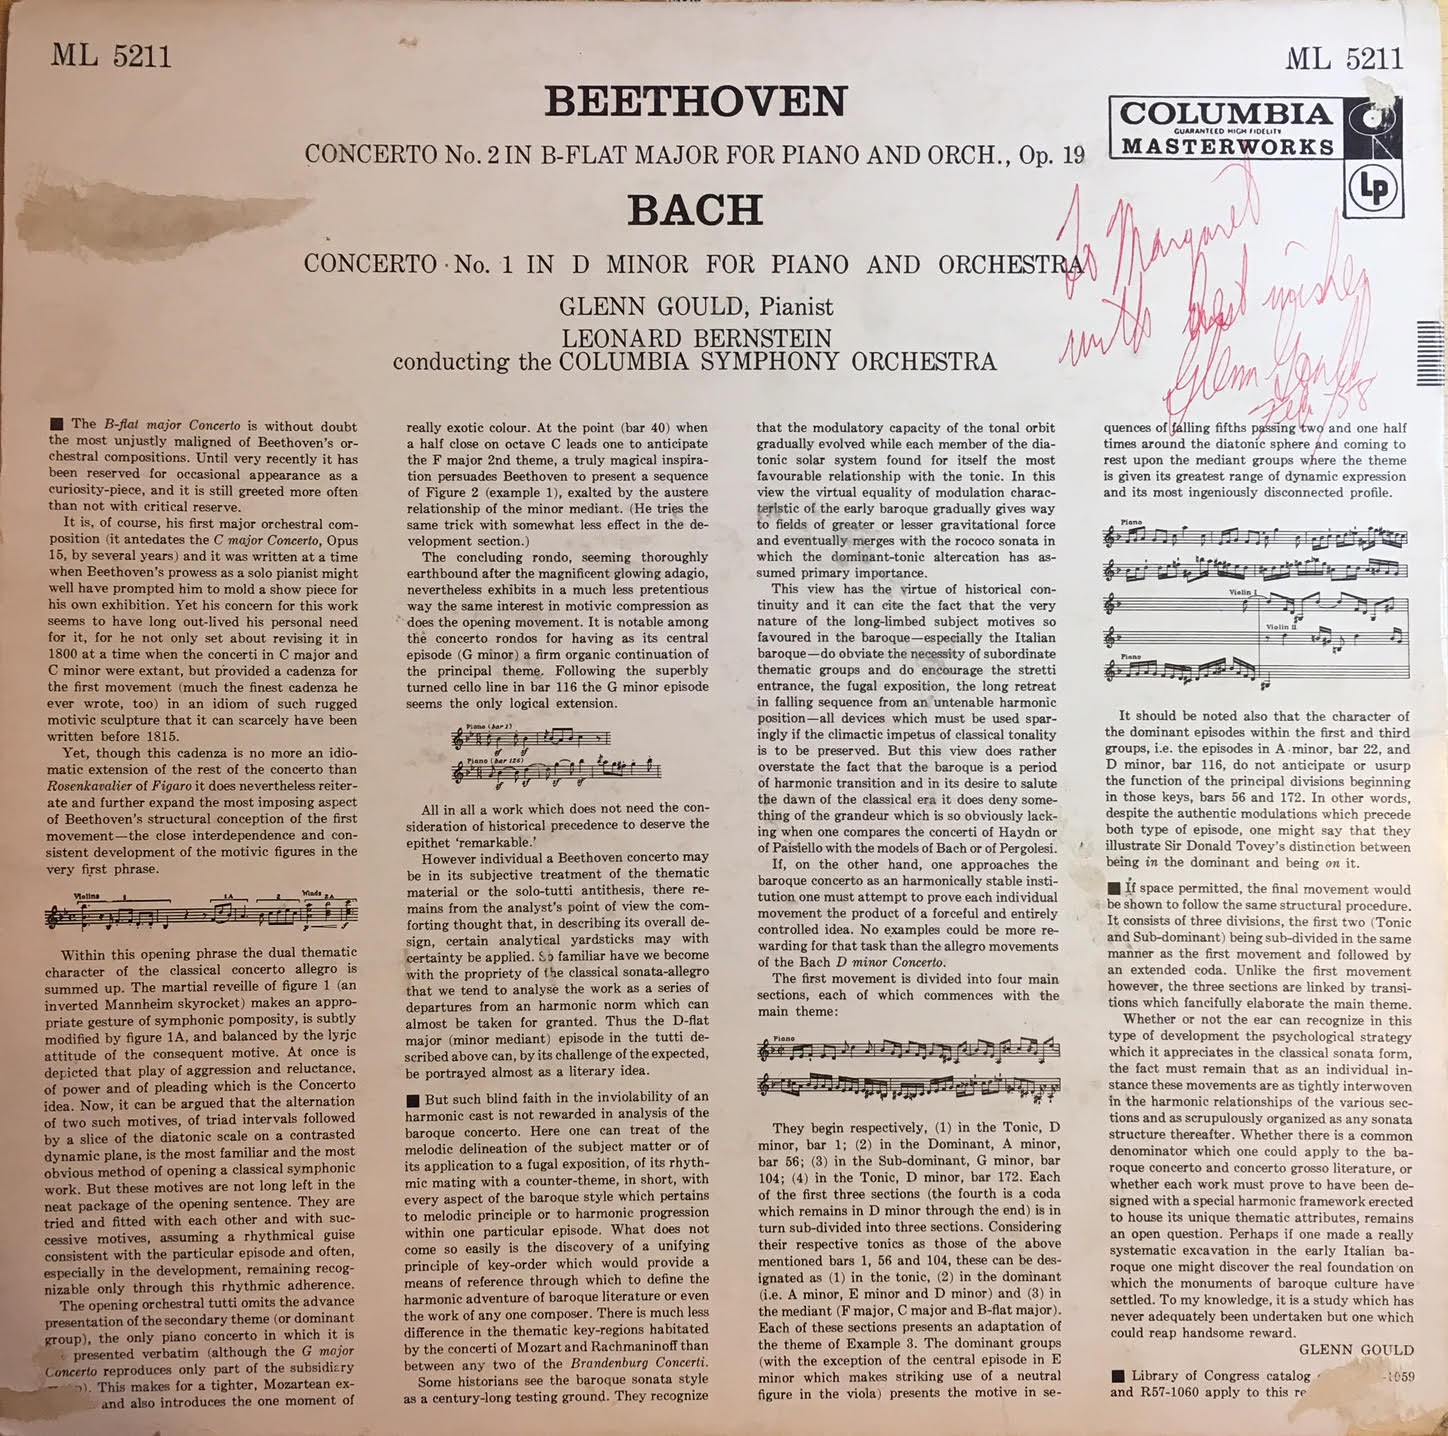 ML 5211
ML 5211
BEETHOVEN
CONCERTO No. 2 IN B-FLAT MAJOR FOR PIANO AND ORCH., Op. 19
BACH
CONCERTO No. 1 IN D MINOR FOR PIANO AND ORCHESTRA
GLENN GOULD, Pianist
LEONARD BERNSTEIN
conducting the COLUMBIA SYMPHONY ORCHESTRA
COLUMBIA
GUARANTEED HIGH FIDELITY
MASTERWORKS
Lp
To Margaret
with best wishes
Glenn Gould
Feb/58
■ The B-flat major Concerto is without doubt
the most unjustly maligned of Beethoven's or-
chestral compositions. Until very recently it has
been reserved for occasional appearance as a
curiosity-piece, and it is still greeted more often
than not with critical reserve.
It is, of course, his first major orchestral com-
position (it antedates the C major Concerto, Opus
15, by several years) and it was written at a time
when Beethoven's prowess as a solo pianist might
well have prompted him to mold a show piece for
his own exhibition. Yet his concern for this work
seems to have long out-lived his personal need
for it, for he not only set about revising it in
1800 at a time when the concerti in C major and
C minor were extant, but provided a cadenza for
the first movement (much the finest cadenza he
ever wrote, too) in an idiom of such rugged
motivic sculpture that it can scarcely have been
written before 1815.
Yet, though this cadenza is no more an idio-
matic extension of the rest of the concerto than
Rosenkavalier of Figaro it does nevertheless reiter-
ate and further expand the most imposing aspect
of Beethoven's structural conception of the first
movement—the close interdependence and con-
sistent development of the motivic figures in the
very first phrase.
Violins 1 1A 2 Winds 2A
Within this opening phrase the dual thematic
character of the classical concerto allegro is
summed up. The martial reveille of figure 1 (an
inverted Mannheim skyrocket) makes an appro-
priate gesture of symphonic pomposity, is subtly
modified by figure 1A, and balanced by the lyric
attitude of the consequent motive. At once is
depicted that play of aggression and reluctance,
of power and of pleading which is the Concerto
idea. Now, it can be argued that the alternation
of two such motives, of triad intervals followed
by a slice of the diatonic scale on a contrasted
dynamic plane, is the most familiar and the most
obvious method of opening a classical symphonic
work. But these motives are not long left in the
neat package of the opening sentence. They are
tried and fitted with each other and with suc-
cessive motives, assuming a rhythmical guise
consistent with the particular episode and often,
especially in the development, remaining recog-
nizable only through this rhythmic adherence.
The opening orchestral tutti omits the advance
presentation of the secondary theme (or dominant
group), the only piano concerto in which it is
presented verbatim (although the G major
Concerto reproduces only part of the subsidiary
). This makes for a tighter, Mozartean ex-
and also introduces the one moment of
really exotic colour. At the point (bar 40) when
a half close on octave C leads one to anticipate
the F major 2nd theme, a truly magical inspira-
tion persuades Beethoven to present a sequence
of Figure 2 (example 1), exalted by the austere
relationship of the minor mediant. (He tries the
same trick with somewhat less effect in the de-
velopment section.)
The concluding rondo, seeming thoroughly
earthbound after the magnificent glowing adagio,
nevertheless exhibits in a much less pretentious
way the same interest in motivic compression as
does the opening movement. It is notable among
the concerto rondos for having as its central
episode (G minor) a firm organic continuation of
the principal theme. Following the superbly
turned cello line in bar 116 the G minor episode
seems the only logical extension.
Piano (bar 1)
sf sf
Piano (bar 126)
sf sf sf
All in all a work which does not need the con-
sideration of historical precedence to deserve the
epithet 'remarkable.'
However individual a Beethoven concerto may
be in its subjective treatment of the thematic
material or the solo-tutti antithesis, there re-
mains from the analyst's point of view the com-
forting thought that, in describing its overall de-
sign, certain analytical yardsticks may with
certainty be applied. So familiar have we become
with the propriety of the classical sonata-allegro
that we tend to analyse the work as a series of
departures from an harmonic norm which can
almost be taken for granted. Thus the D-flat
major (minor mediant) episode in the tutti de-
scribed above can, by its challenge of the expected,
be portrayed almost as a literary idea.
■ But such blind faith in the inviolability of an
harmonic cast is not rewarded in analysis of the
baroque concerto. Here one can treat of the
melodic delineation of the subject matter or of
its application to a fugal exposition, of its rhyth-
mic mating with a counter-theme, in short, with
every aspect of the baroque style which pertains
to melodic principle or to harmonic progression
within one particular episode. What does not
come so easily is the discovery of a unifying
principle of key-order which would provide a
means of reference through which to define the
harmonic adventure of baroque literature or even
the work of any one composer. There is much less
difference in the thematic key-regions habitated
by the concerti of Mozart and Rachmaninoff than
between any two of the Brandenburg Concerti.
Some historians see the baroque sonata style
as a century-long testing ground. They recognize
that the modulatory capacity of the tonal orbit
gradually evolved while each member of the dia-
tonic solar system found for itself the most
favourable relationship with the tonic. In this
view the virtual equality of modulation charac-
teristic of the early baroque gradually gives way
to fields of greater or lesser gravitational force
and eventually merges with the rococo sonata in
which the dominant-tonic altercation has as-
sumed primary importance.
This view has the virtue of historical con-
tinuity and it can cite the fact that the very
nature of the long-limbed subject motives so
favoured in the baroque—especially the Italian
baroque—do obviate the necessity of subordinate
thematic groups and do encourage the stretti
entrance, the fugal exposition, the long retreat
in falling sequence from an untenable harmonic
position—all devices which must be used spar-
ingly if the climactic impetus of classical tonality
is to be preserved. But this view does rather
overstate the fact that the baroque is a period
of harmonic transition and in its desire to salute
the dawn of the classical era it does deny some-
thing of the grandeur which is so obviously lack-
ing when one compares the concerti of Haydn or
of Paisiello with the models of Bach or of Pergolesi.
If, on the other hand, one approaches the
baroque concerto as an harmonically stable insti-
tution one must attempt to prove each individual
movement the product of a forceful and entirely
controlled idea. No examples could be more re-
warding for that task than the allegro movements
of the Bach D minor Concerto.
The first movement is divided into four main
sections, each of which commences with the
main theme:
Piano
They begin respectively, (1) in the Tonic, D
minor, bar 1; (2) in the Dominant, A minor,
bar 56; (3) in the Sub-dominant, G minor, bar
104; (4) in the Tonic, D minor, bar 172. Each
of the first three sections (the fourth is a coda
which remains in D minor through the end) is in
turn sub-divided into three sections. Considering
their respective tonics as those of the above
mentioned bars 1, 56 and 104, these can be des-
ignated as (1) in the tonic, (2) in the dominant
(i.e. A minor, E minor and D minor) and (3) in
the mediant (F major, C major and B-flat major).
Each of these sections presents an adaptation of
the theme of Example 3. The dominant groups
(with the exception of the central episode in E
minor which makes striking use of a neutral
figure in the viola) presents the motive in se-
quences of falling fifths passing two and one half
times around the diatonic sphere and coming to
rest upon the mediant groups where the theme
is given its greatest range of dynamic expression
and its most ingeniously disconnected profile.
Piano
Violin I
Violin II
Piano
It should be noted also that the character of
the dominant episodes within the first and third
groups, i.e. the episodes in A minor, bar 22, and
D minor, bar 116, do not anticipate or usurp
the function of the principal divisions beginning
in those keys, bars 56 and 172. In other words,
despite the authentic modulations which precede
both type of episode, one might say that they
illustrate Sir Donald Tovey's distinction between
being in the dominant and being on it.
■ If space permitted, the final movement would
be shown to follow the same structural procedure.
It consists of three divisions, the first two (Tonic
and Sub-dominant) being sub-divided in the same
manner as the first movement and followed by
an extended coda. Unlike the first movement
however, the three sections are linked by transi-
tions which fancifully elaborate the main theme.
Whether or not the ear can recognize in this
type of development the psychological strategy
which it appreciates in the classical sonata form,
the fact must remain that as an individual in-
stance these movements are as tightly interwoven
in the harmonic relationships of the various sec-
tions and as scrupulously organized as any sonata
structure thereafter. Whether there is a common
denominator which one could apply to the ba-
roque concerto and concerto grosso literature, or
whether each work must prove to have been de-
signed with a special harmonic framework erected
to house its unique thematic attributes, remains
an open question. Perhaps if one made a really
systematic excavation in the early Italian ba-
roque one might discover the real foundation on
which the monuments of baroque culture have
settled. To my knowledge, it is a study which has
never adequately been undertaken but one which
could reap handsome reward.
GLENN GOULD
■ Library of Congress catalog -1059
and R57-1060 apply to this re